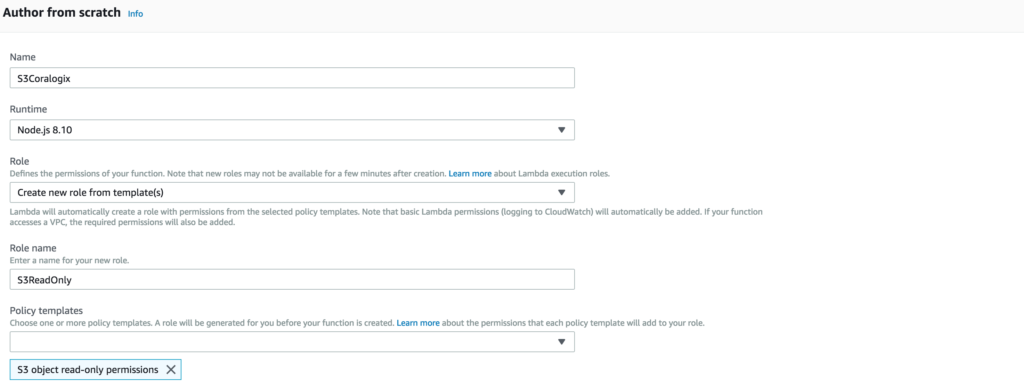 Author from scratch Info
Name
S3Coralogix
Runtime
Node.js 8.10
Role
Defines the permissions of your function. Note that new roles may not be available for a few minutes after creation. Learn more about Lambda execution roles.
Create new role from template(s)
Lambda will automatically create a role with permissions from the selected policy templates. Note that basic Lambda permissions (logging to CloudWatch) will automatically be added. If your function
accesses a VPC, the required permissions will also be added.
Role name
Enter a name for your new role.
S3ReadOnly
Policy templates
Choose one or more policy templates. A role will be generated for you before your function is created. Learn more about the permissions that each policy template will add to your role.
S3 object read-only permissions